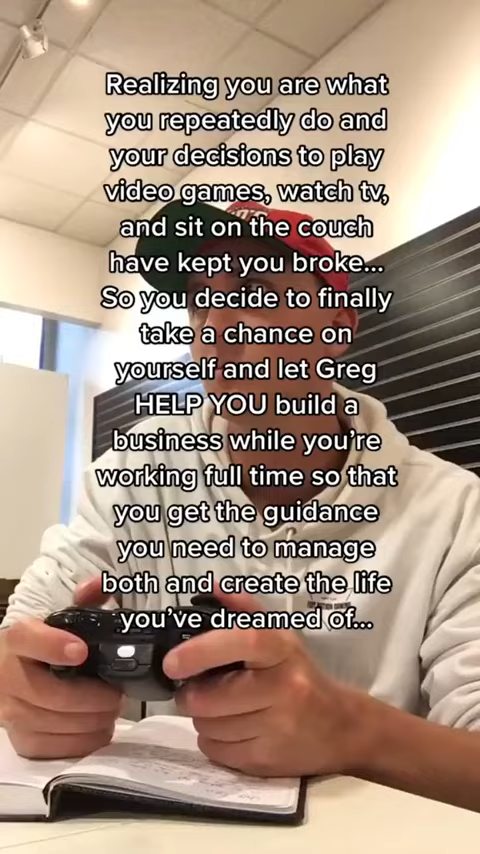 Realizing you are what
you repeatedly do and
your decisions to play
video games, watch tv,
and sit on the couch
have kept you broke...
So you decide to finally
take a chance on
yourself and let Greg
HELP YOU build a
business while you're
working full time so that
you get the guidance
you need to manage
both and create the life
you've dreamed of...